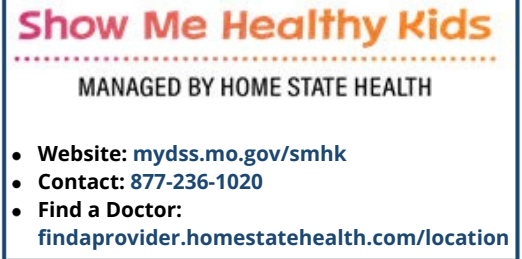 Show Me Healthy Kids
MANAGED BY HOME STATE HEALTH
• Website: mydss.mo.gov/smhk
• Contact: 877-236-1020
• Find a Doctor:
findaprovider.homestatehealth.com/location